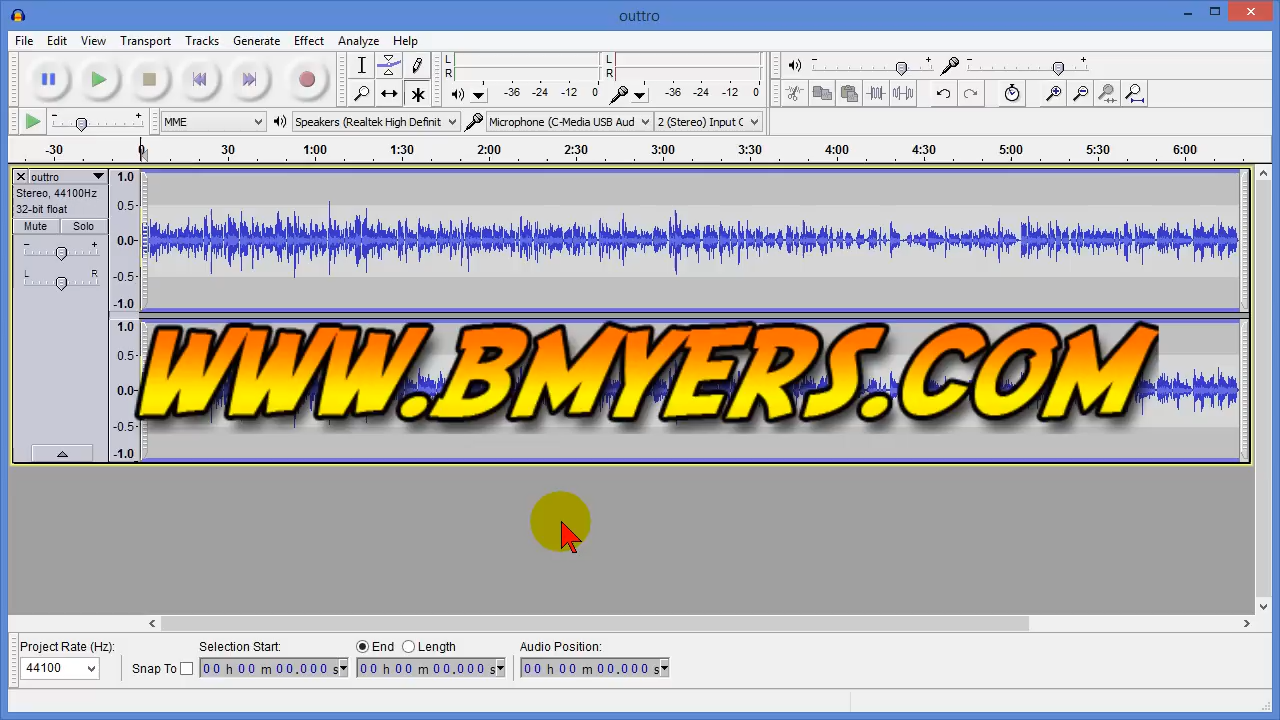 outtro
File Edit View Transport Tracks Generate Effect Analyze Help
L R L R
-36 -24 -12 0 -36 -24 -12 0
MME Speakers (Realtek High Definit Microphone (C-Media USB Aud 2 (Stereo) Input C
-30 0 30 1:00 1:30 2:00 2:30 3:00 3:30 4:00 4:30 5:00 5:30 6:00
outtro
Stereo, 44100Hz
32-bit float
Mute Solo
- +
L R
1.0
0.5
0.0
-0.5
-1.0
1.0
0.5
0.0
-0.5
-1.0
WWW.BMYERS.COM
Project Rate (Hz): Selection Start: End Length Audio Position:
44100 Snap To 00 h 00 m 00.000 s 00 h 00 m 00.000 s 00 h 00 m 00.000 s